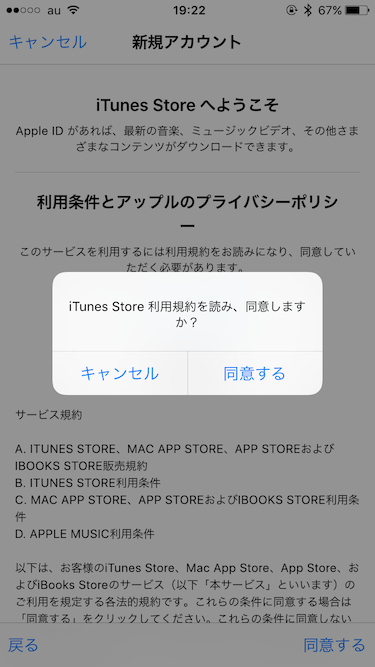 au 19:22 67%
キャンセル 新規アカウント
iTunes Store へようこそ
Apple ID があれば、最新の音楽、ミュージックビデオ、その他さま
ざまなコンテンツがダウンロードできます。
利用条件とアップルのプライバシーポリシ
ー
このサービスを利用するには利用規約をお読みになり、同意してい
ただく必要があります。
iTunes Store 利用規約を読み、同意します
か？
キャンセル 同意する
サービス規約
A. ITUNES STORE、MAC APP STORE、APP STOREおよび
IBOOKS STORE販売規約
B. ITUNES STORE利用条件
C. MAC APP STORE、APP STOREおよびIBOOKS STORE利用条
件
D. APPLE MUSIC利用条件
以下は、お客様のiTunes Store、Mac App Store、App Store、お
よびiBooks Storeのサービス（以下「本サービス」といいます）の
ご利用を規定する各法的規約です。これらの条件に同意する場合は
「同意する」をクリックしてください。これらの条件に同意しない
戻る 同意する